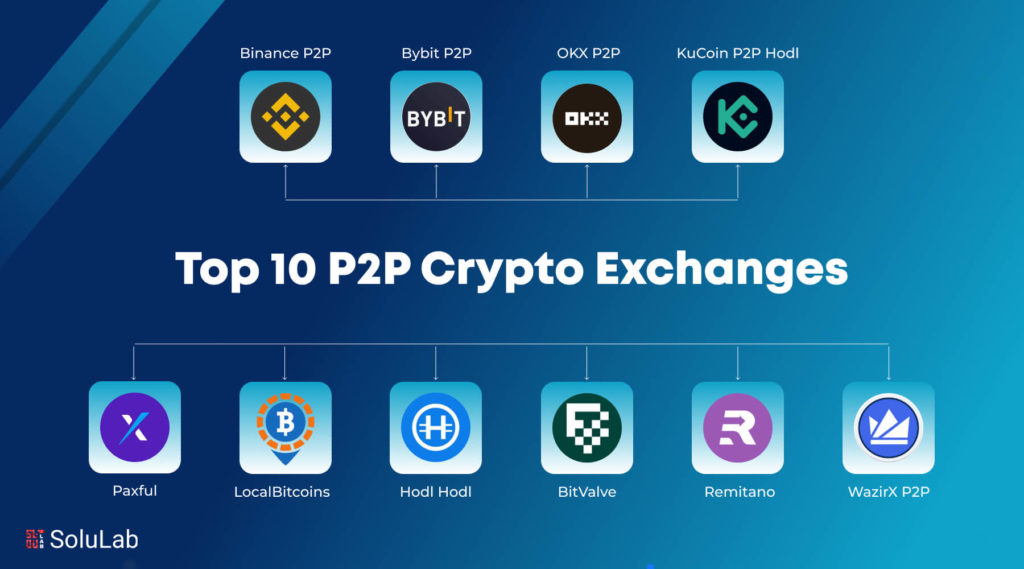 Binance P2P
Bybit P2P
OKX P2P
KuCoin P2P Hodl
BYBIT
OKX
Top 10 P2P Crypto Exchanges
Paxful
LocalBitcoins
Hodl Hodl
BitValve
Remitano
WazirX P2P
SoluLab